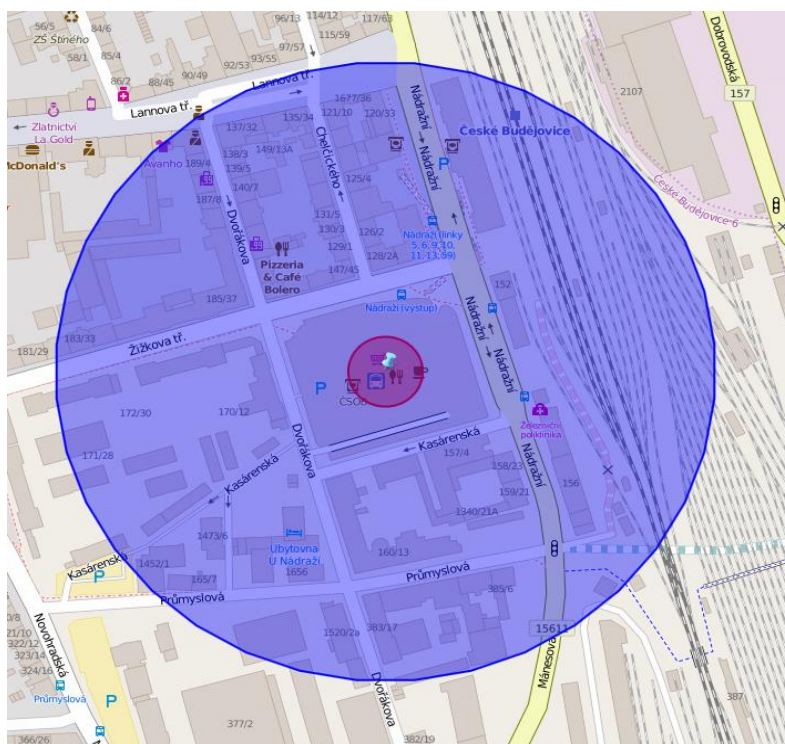 56/5
84/6
96/13
114/12
117/63
ZŠ Štíného
58/1
85/4
97/57
115/59
93/55
86/2
88/45
90/49
92/53
Lannova tř.
Lannova tř.
Zlatnictví
La Gold
McDonald's
Avanho
137/32
135/34
1677/36
121/10
120/33
138/3
149/13A
139/5
189/4
140/7
187/8
125/4
Chelčického
Dvořákova
131/5
130/3
126/2
129/1
128/2A
147/45
Pizzeria
& Café
Bolero
185/37
183/33
181/29
Žižkova tř.
Nádražní
Nádražní
České Budějovice
2107
Dobrovodská
157
České Budějovice 6
Nádraží (linky
5, 6, 9, 10,
11, 13, 59)
152
Nádraží (výstup)
Nádražní
Nádražní
P
P
ČSOB
172/30
170/12
171/28
Dvořákova
Kasárenská
Kasárenská
157/4
Železniční
poliklinika
158/23
159/21
Nádražní
156
1340/21A
Kasárenská
1473/6
Ubytovna
U Nádraží
1452/1
P
165/7
1656
160/13
Průmyslová
Průmyslová
385/6
Novohradská
322/12
323/14
324/16
1520/2a
383/17
15611
Mánesova
Průmyslová
P
Dvořákova
377/2
387
366/26
382/19